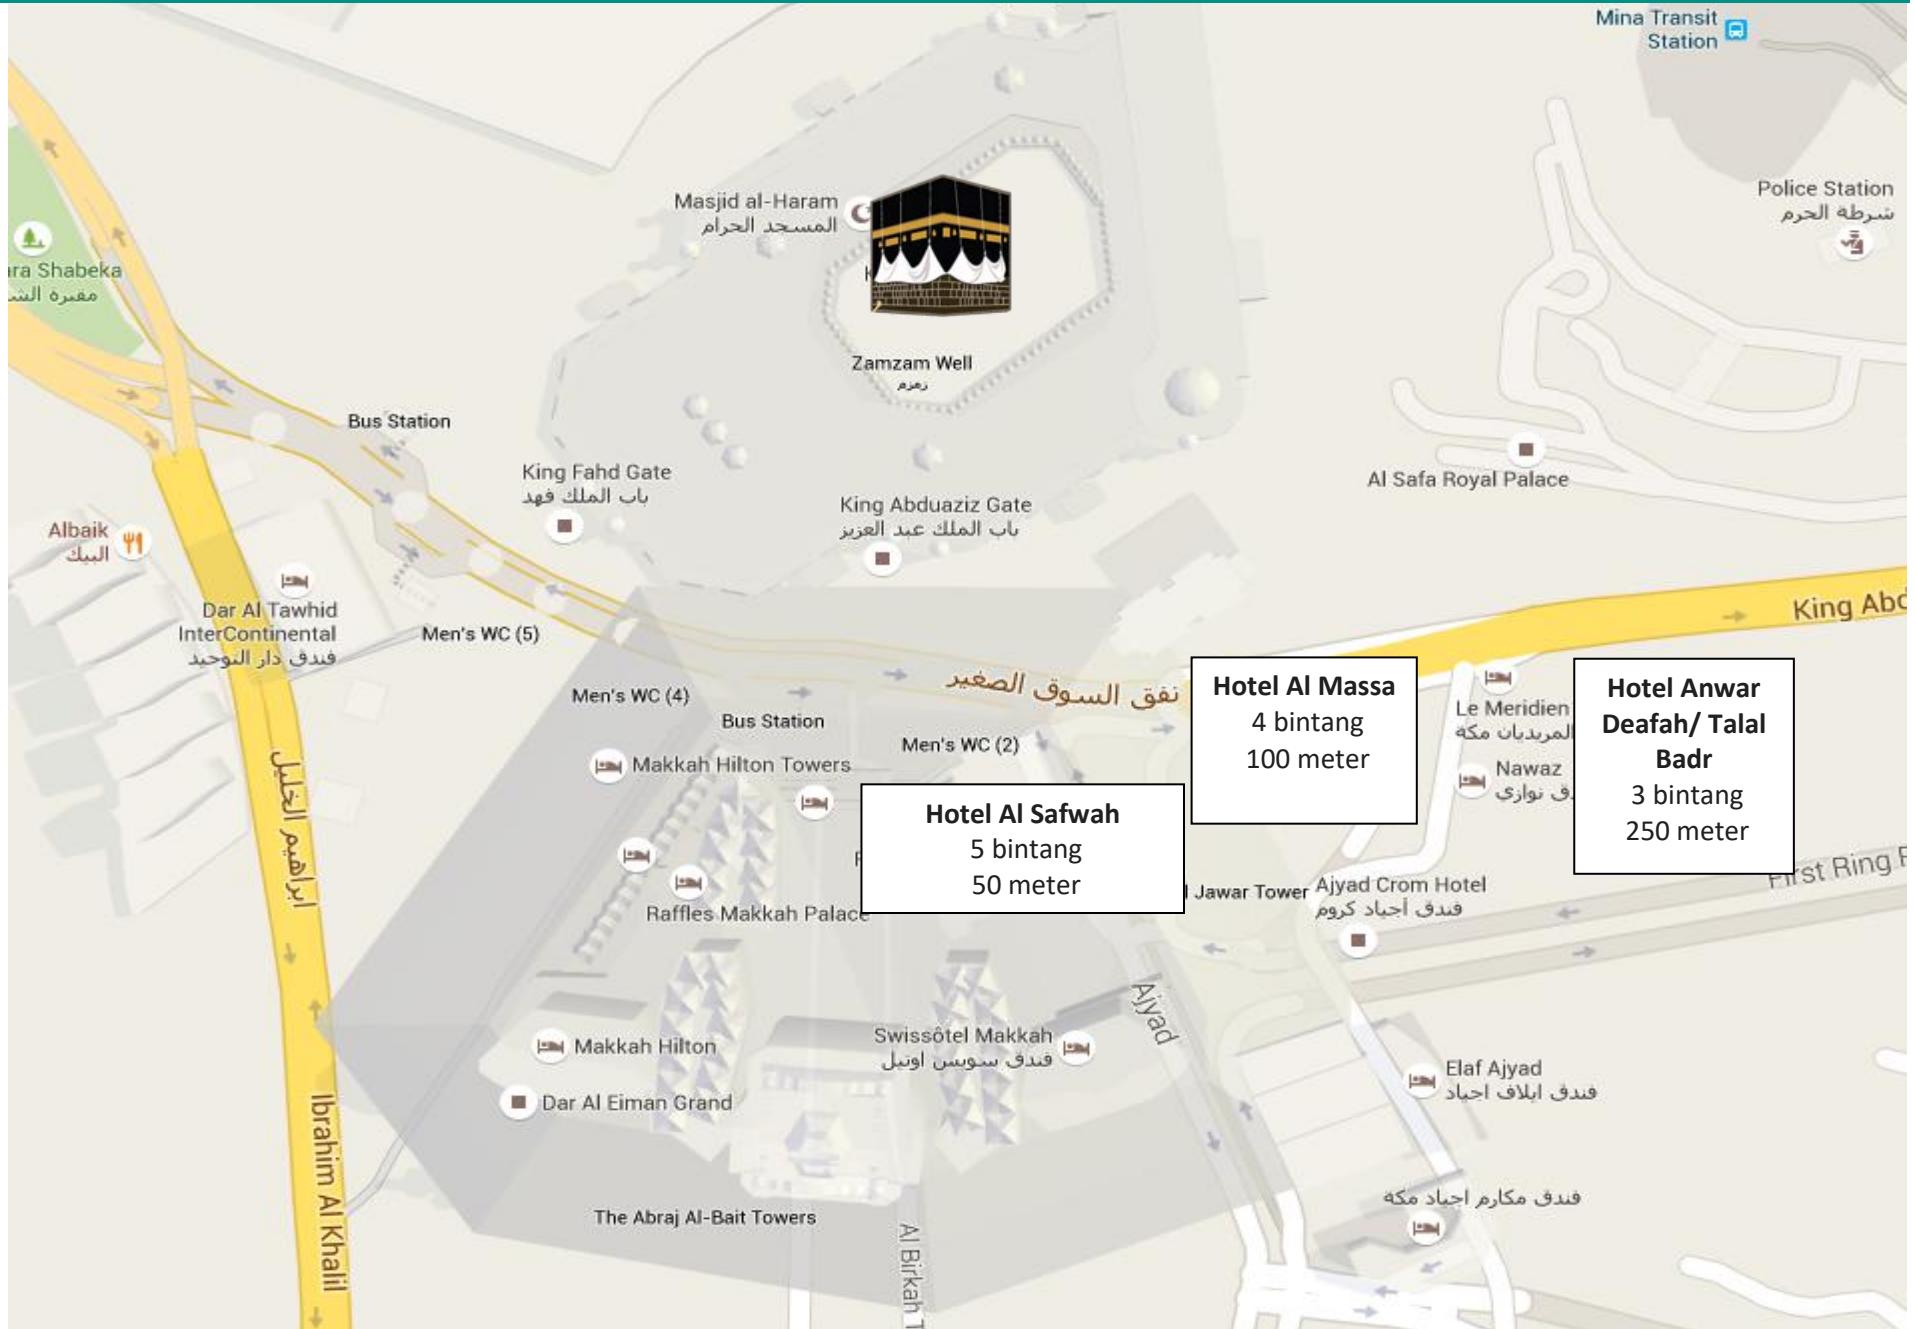 Mina Transit
Station
Masjid al-Haram
المسجد الحرام
Police Station
شرطة الحرم
ara Shabeka
مقبرة الش
Zamzam Well
زمزم
Bus Station
King Fahd Gate
باب الملك فهد
King Abduaziz Gate
باب الملك عبد العزيز
Al Safa Royal Palace
Albaik
البيك
Dar Al Tawhid
InterContinental
فندق دار التوحيد
Men's WC (5)
King Abd
نفق السوق الصغير
Men's WC (4)
Bus Station
Men's WC (2)
Hotel Al Massa
4 bintang
100 meter
Le Meridien
المريديان مكة
Nawaz
ق نوازي
Hotel Anwar
Deafah/ Talal
Badr
3 bintang
250 meter
Makkah Hilton Towers
Hotel Al Safwah
5 bintang
50 meter
ابراهيم الخليل
Raffles Makkah Palace
Jawar Tower
Ajyad Crom Hotel
فندق أجياد كروم
First Ring R
Ajyad
Makkah Hilton
Swissôtel Makkah
فندق سويس اوتيل
Elaf Ajyad
فندق ايلاف اجياد
Dar Al Eiman Grand
Ibrahim Al Khalil
The Abraj Al-Bait Towers
Al Birkah T
فندق مكارم اجياد مكة